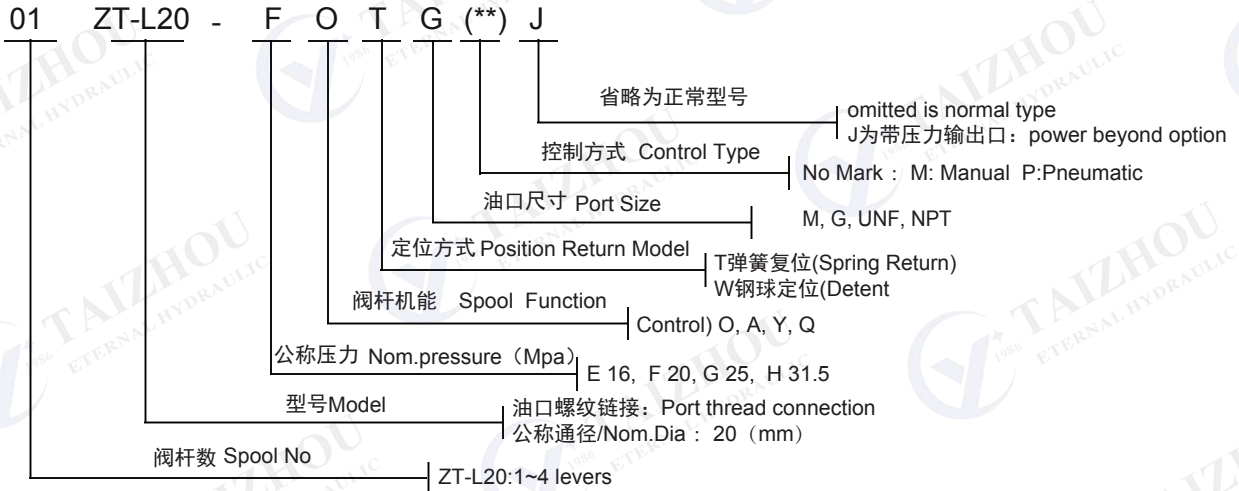 01 ZT-L20 - F O T G (**) J
省略为正常型号
omitted is normal type
J为带压力输出口：power beyond option
控制方式 Control Type
No Mark : M: Manual P:Pneumatic
油口尺寸 Port Size
M, G, UNF, NPT
定位方式 Position Return Model
T弹簧复位(Spring Return)
W钢球定位(Detent
阀杆机能 Spool Function
Control) O, A, Y, Q
公称压力 Nom.pressure（Mpa）
E 16, F 20, G 25, H 31.5
型号Model
油口螺纹链接：Port thread connection
公称通径/Nom.Dia : 20（mm）
阀杆数 Spool No
ZT-L20:1~4 levers
TAIZHOU
ETERNAL HYDRAULIC
1986